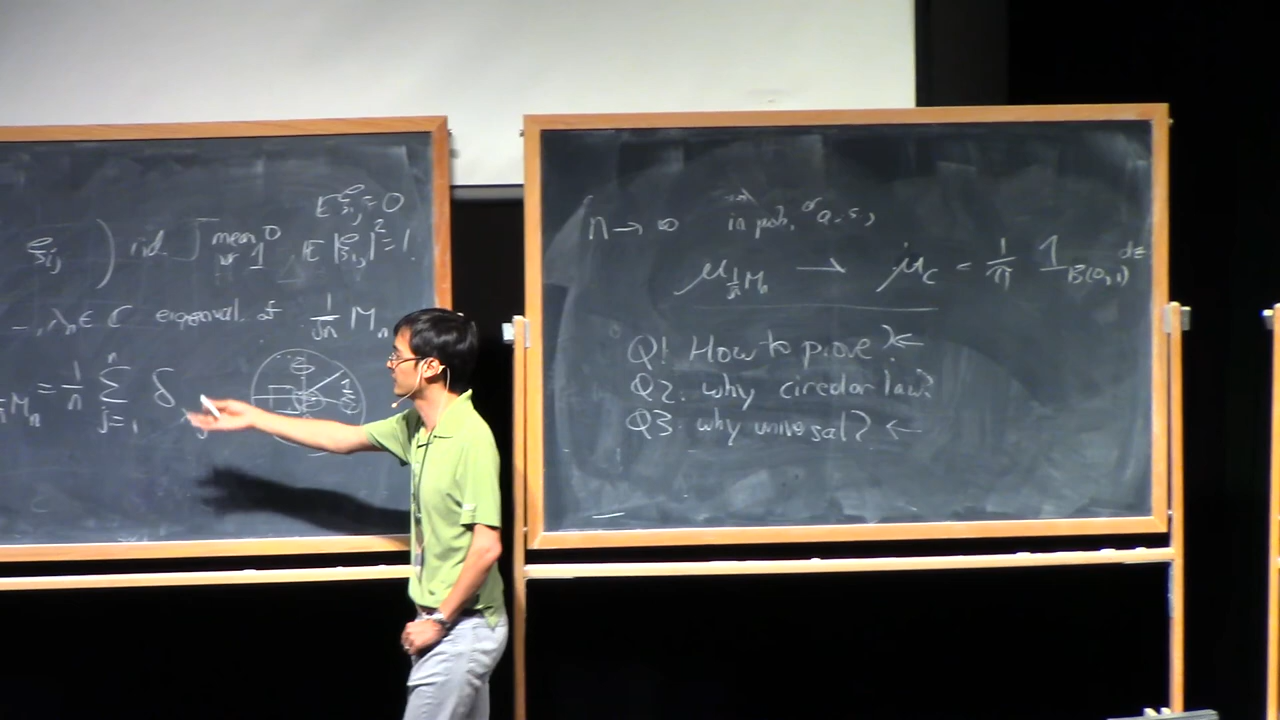 E ξ_ij = 0
ξ_ij ) iid. ∫ mean 0 E |ξ_ij|^2 = 1.
var 1
-, λ_n ∈ C eigenval. of 1/√n M_n
M_n = 1/n Σ_{j=1}^{n} δ
n → ∞ in prob. or a.s.,
μ_{1/√n M_n} → μ_c = 1/π 1_{B(0,1)} dz
Q1. How to prove? ←
Q2. why circular law?
Q3. why universal? ←